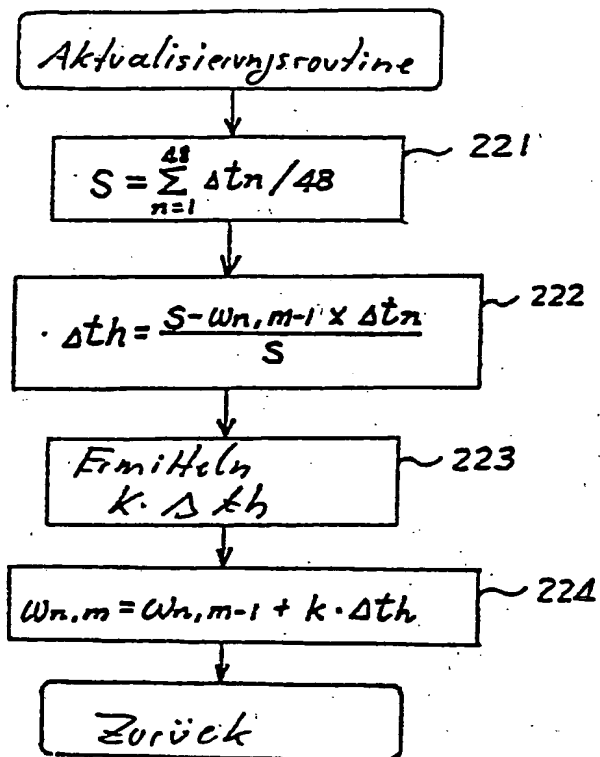 Aktualisierungsroutine
221
48
S = Σ Δtn / 48
n=1
222
Δth = S-ωn,m-1 x Δtn
S
223
Ermitteln
k · Δth
224
ωn,m = ωn,m-1 + k · Δth
Zurück